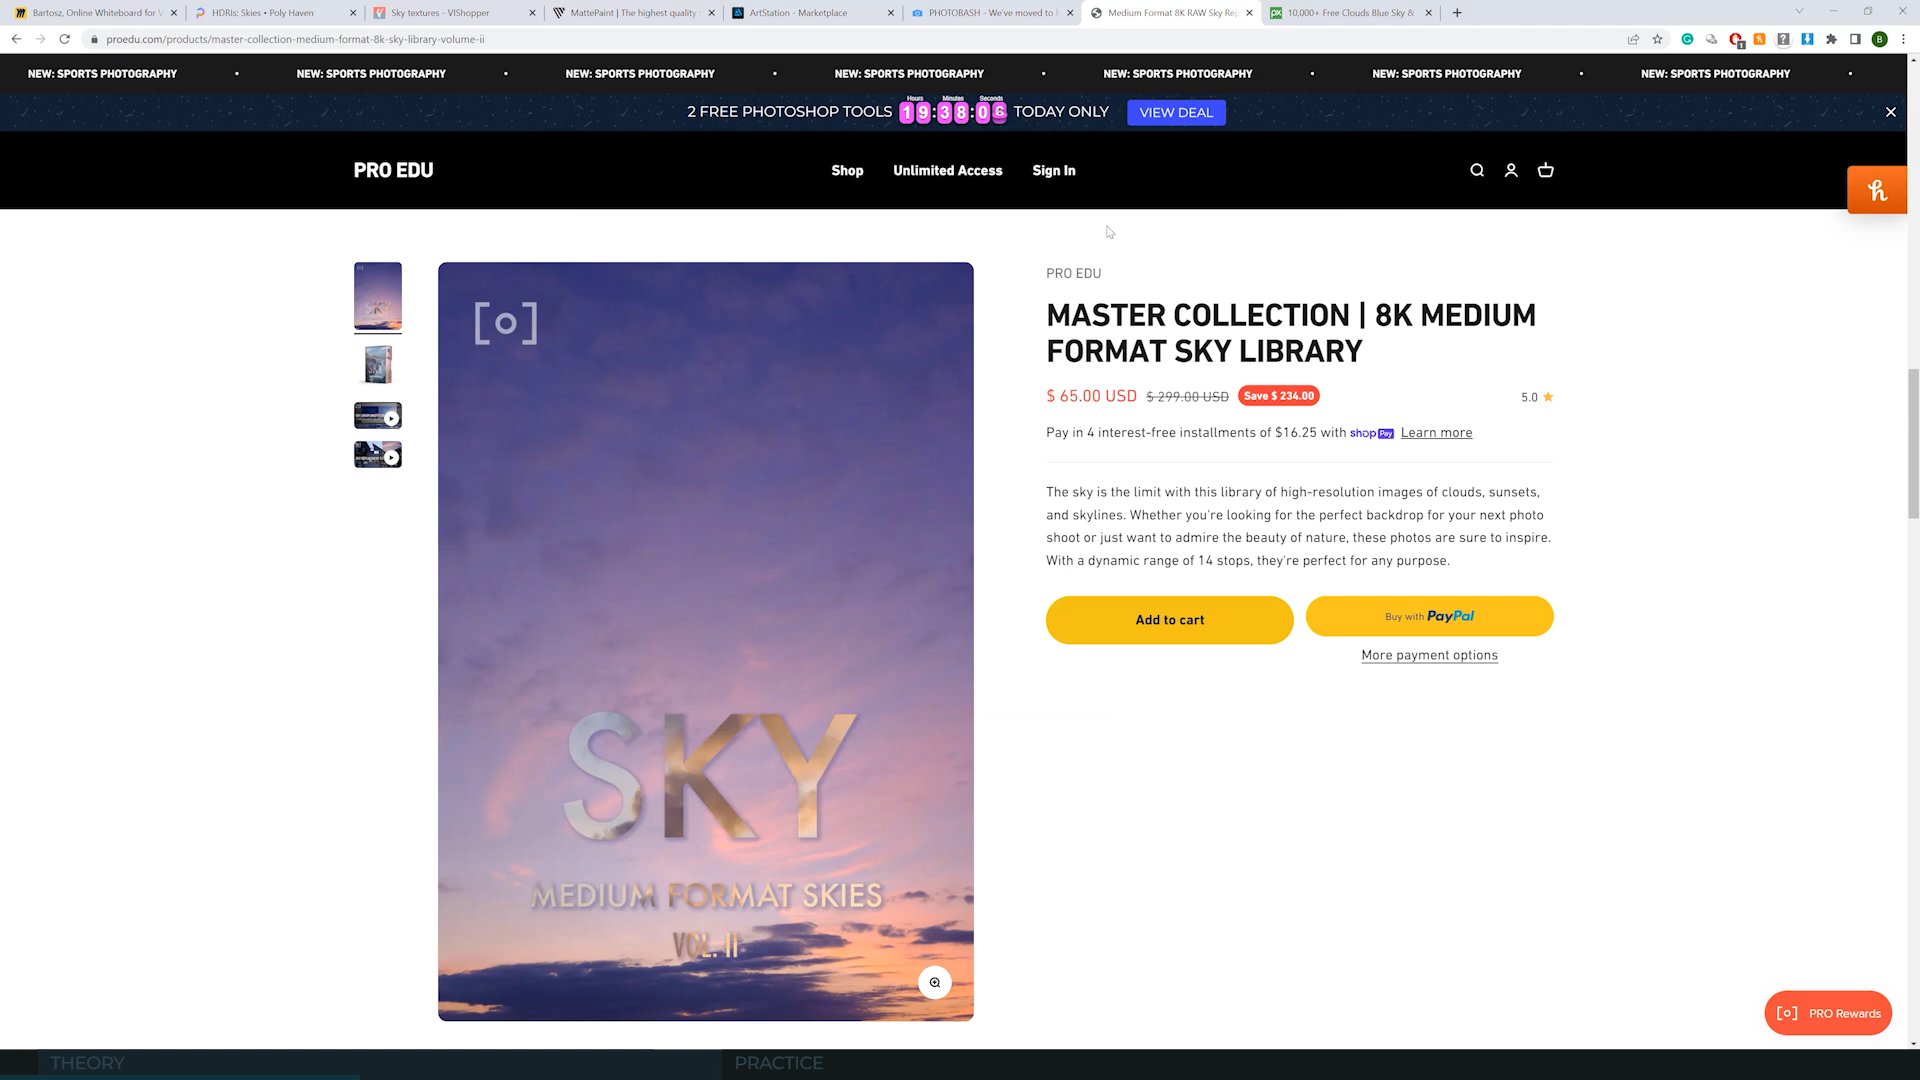 Bartosz, Online Whiteboard for V
HDRIs: Skies • Poly Haven
Sky textures - VIShopper
MattePaint | The highest quality
ArtStation - Marketplace
PHOTOBASH - We've moved to
Medium Format 8K RAW Sky Rep
10,000+ Free Clouds Blue Sky &
proedu.com/products/master-collection-medium-format-8k-sky-library-volume-ii
NEW: SPORTS PHOTOGRAPHY • NEW: SPORTS PHOTOGRAPHY • NEW: SPORTS PHOTOGRAPHY • NEW: SPORTS PHOTOGRAPHY • NEW: SPORTS PHOTOGRAPHY • NEW: SPORTS PHOTOGRAPHY • NEW: SPORTS PHOTOGRAPHY •
Hours Minutes Seconds
2 FREE PHOTOSHOP TOOLS 19:38:0 TODAY ONLY VIEW DEAL
PRO EDU Shop Unlimited Access Sign In
PRO EDU
MASTER COLLECTION | 8K MEDIUM
FORMAT SKY LIBRARY
$ 65.00 USD $ 299.00 USD Save $ 234.00 5.0
Pay in 4 interest-free installments of $16.25 with shop Pay Learn more
The sky is the limit with this library of high-resolution images of clouds, sunsets,
and skylines. Whether you're looking for the perfect backdrop for your next photo
shoot or just want to admire the beauty of nature, these photos are sure to inspire.
With a dynamic range of 14 stops, they're perfect for any purpose.
Add to cart
Buy with PayPal
More payment options
SKY
MEDIUM FORMAT SKIES
VOL. II
PRO Rewards
THEORY
PRACTICE